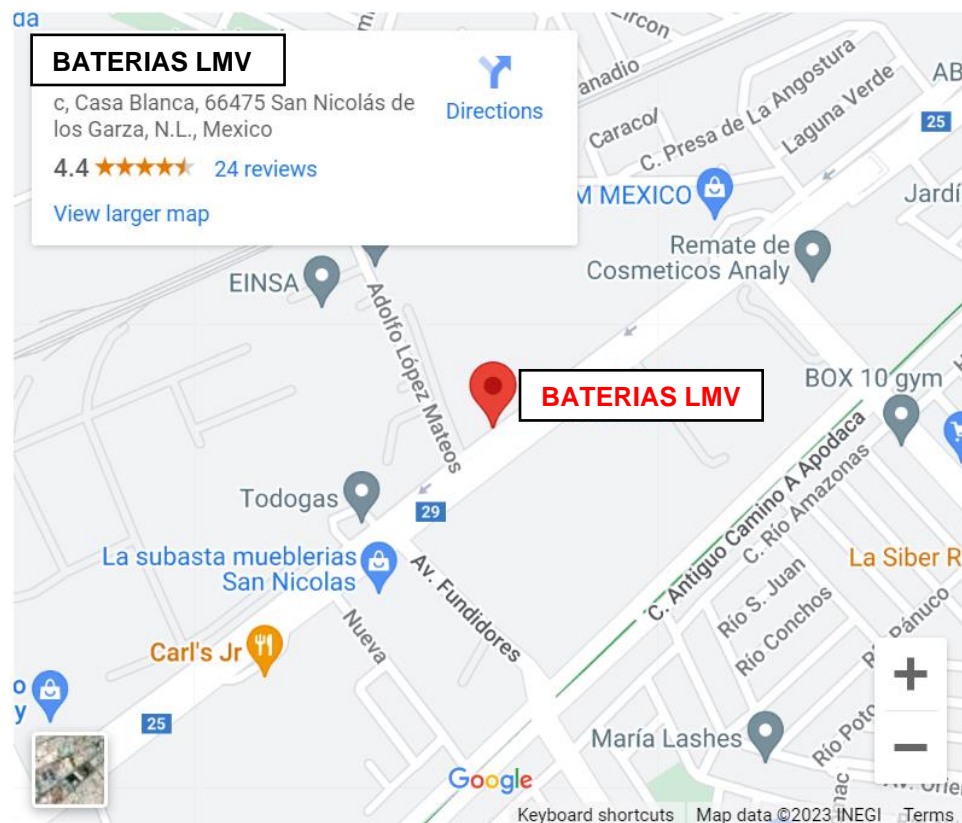 da
BATERIAS LMV
c, Casa Blanca, 66475 San Nicolás de
los Garza, N.L., Mexico
4.4
24 reviews
View larger map
Directions
Caracol
C. Presa de La Angostura
Laguna Verde
AB
25
M MEXICO
Jardí
Remate de
Cosmeticos Analy
EINSA
Adolfo López Mateos
BATERIAS LMV
BOX 10 gym
Todogas
29
C. Antiguo Camino A Apodaca
C. Río Amazonas
La subasta mueblerias
San Nicolas
Av. Fundidores
La Siber R
Río S. Juan
Río Conchos
Nueva
Carl's Jr
25
María Lashes
Google
Keyboard shortcuts
Map data ©2023 INEGI
Terms